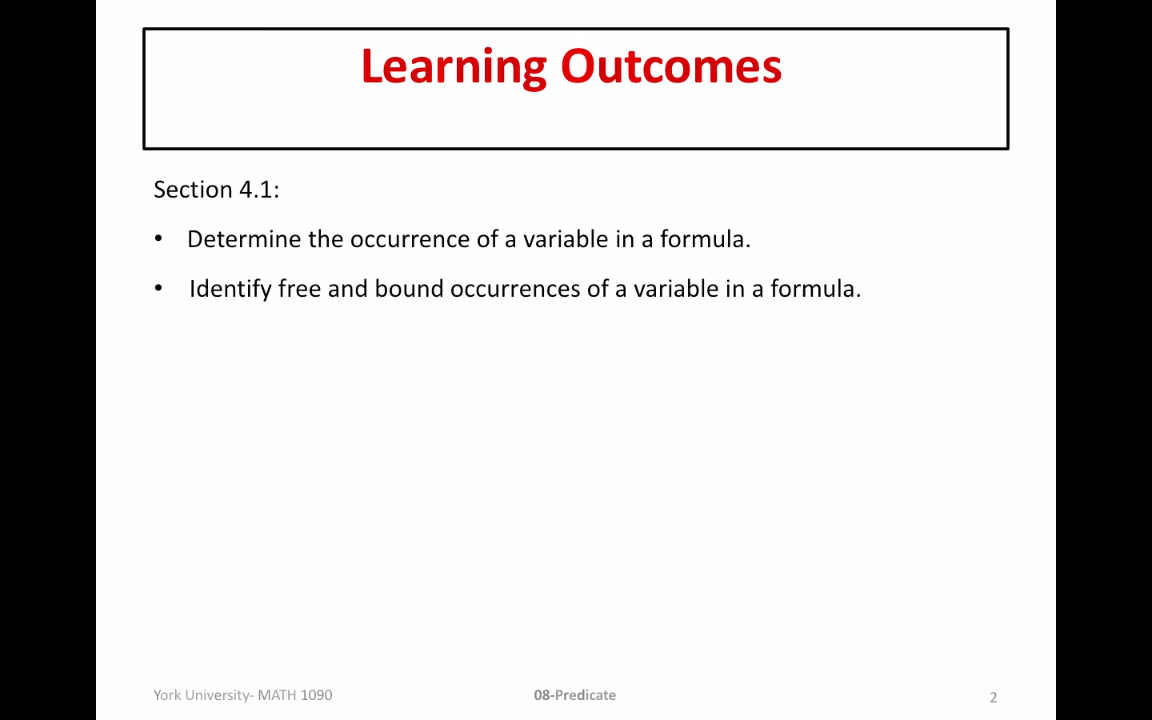 Learning Outcomes
Section 4.1:
• Determine the occurrence of a variable in a formula.
• Identify free and bound occurrences of a variable in a formula.
York University- MATH 1090 08-Predicate 2